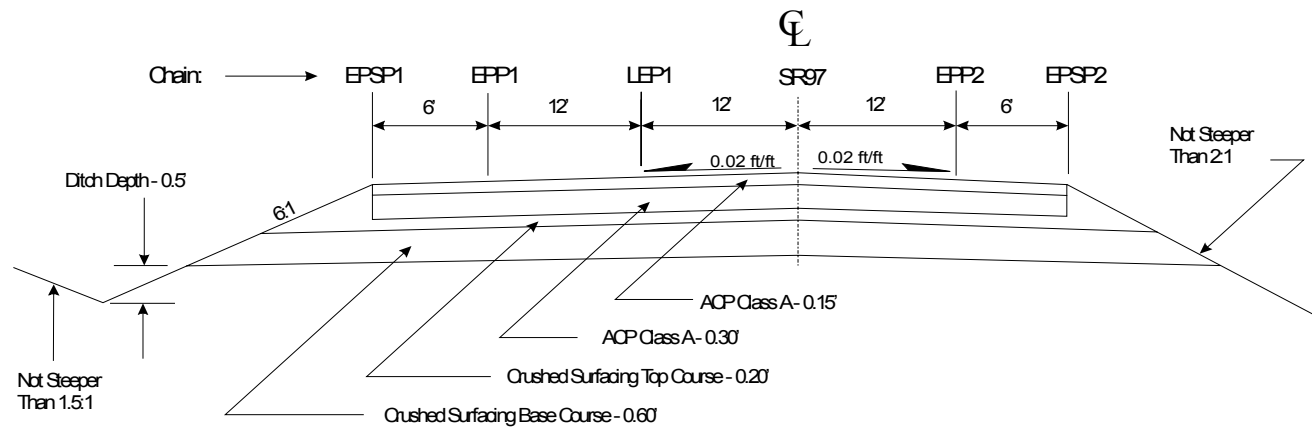 ℄
Chain:
EPSP1
EPP1
LEP1
SR97
EPP2
EPSP2
6'
12'
12'
12'
6'
Not Steeper
Than 2:1
0.02 ft/ft
0.02 ft/ft
Ditch Depth - 0.5'
6:1
ACP Class A - 0.15'
ACP Class A - 0.30'
Not Steeper
Than 1.5:1
Crushed Surfacing Top Course - 0.20'
Crushed Surfacing Base Course - 0.60'